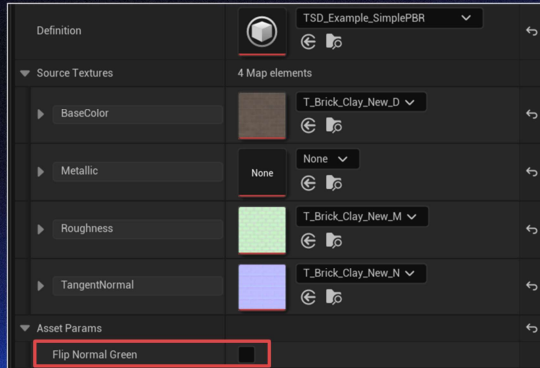 Definition
TSD_Example_SimplePBR
Source Textures
4 Map elements
BaseColor
T_Brick_Clay_New_D
Metallic
None
None
Roughness
T_Brick_Clay_New_M
TangentNormal
T_Brick_Clay_New_N
Asset Params
Flip Normal Green